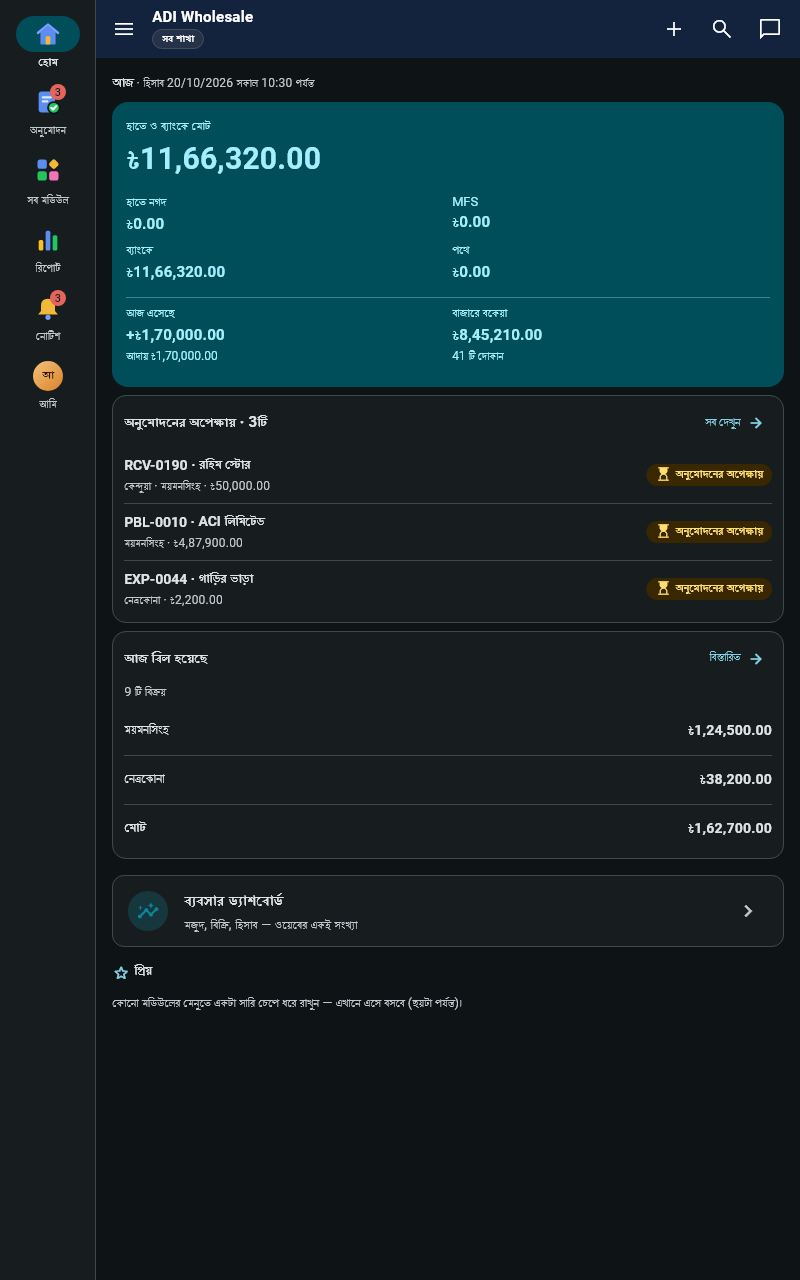 ADI Wholesale
সব শাখা
হোম
3
অনুমোদন
সব মডিউল
রিপোর্ট
3
নোটিশ
আ
আমি
আজ · হিসাব 20/10/2026 সকাল 10:30 পর্যন্ত
হাতে ও ব্যাংকে মোট
৳11,66,320.00
হাতে নগদ
৳0.00
MFS
৳0.00
ব্যাংকে
৳11,66,320.00
পথে
৳0.00
আজ এসেছে
+৳1,70,000.00
আদায় ৳1,70,000.00
বাজারে বকেয়া
৳8,45,210.00
41 টি দোকান
অনুমোদনের অপেক্ষায় · 3টি
সব দেখুন
RCV-0190 · রহিম স্টোর
কেন্দুয়া · ময়মনসিংহ · ৳50,000.00
অনুমোদনের অপেক্ষায়
PBL-0010 · ACI লিমিটেড
ময়মনসিংহ · ৳4,87,900.00
অনুমোদনের অপেক্ষায়
EXP-0044 · গাড়ির ভাড়া
নেত্রকোনা · ৳2,200.00
অনুমোদনের অপেক্ষায়
আজ বিল হয়েছে
বিস্তারিত
9 টি বিক্রয়
ময়মনসিংহ ৳1,24,500.00
নেত্রকোনা ৳38,200.00
মোট ৳1,62,700.00
ব্যবসার ড্যাশবোর্ড
মজুদ, বিক্রি, হিসাব — ওয়েবের একই সংখ্যা
প্রিয়
কোনো মডিউলের মেনুতে একটা সারি চেপে ধরে রাখুন — এখানে এসে বসবে (ছয়টা পর্যন্ত)।